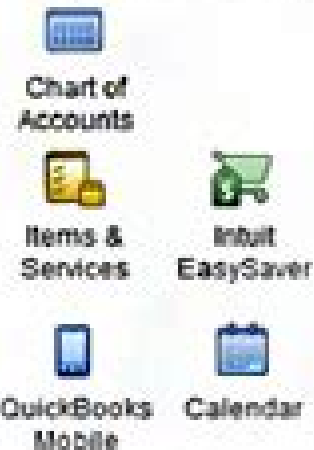 Chart of
Accounts
Items &
Services
Intuit
EasySaver
QuickBooks
Mobile
Calendar